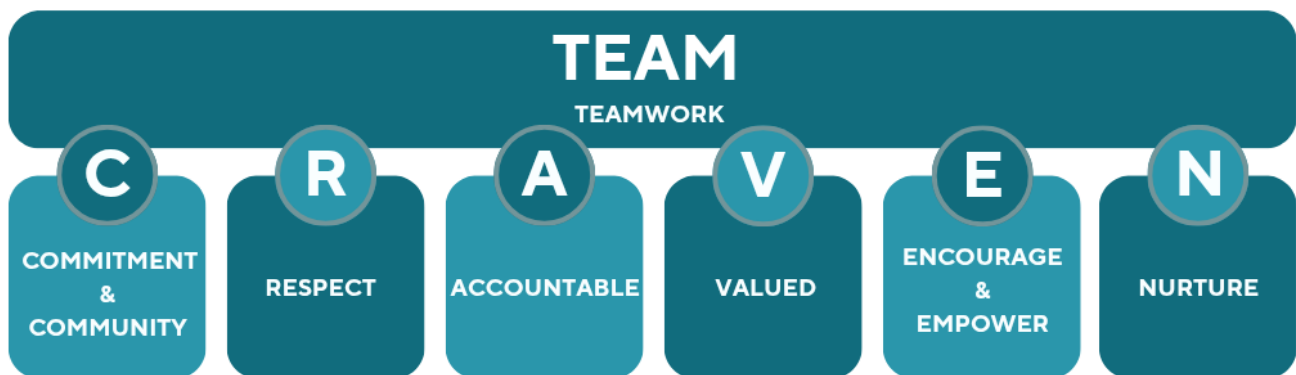 TEAM
TEAMWORK
C
R
A
V
E
N
COMMITMENT
&
COMMUNITY
RESPECT
ACCOUNTABLE
VALUED
ENCOURAGE
&
EMPOWER
NURTURE